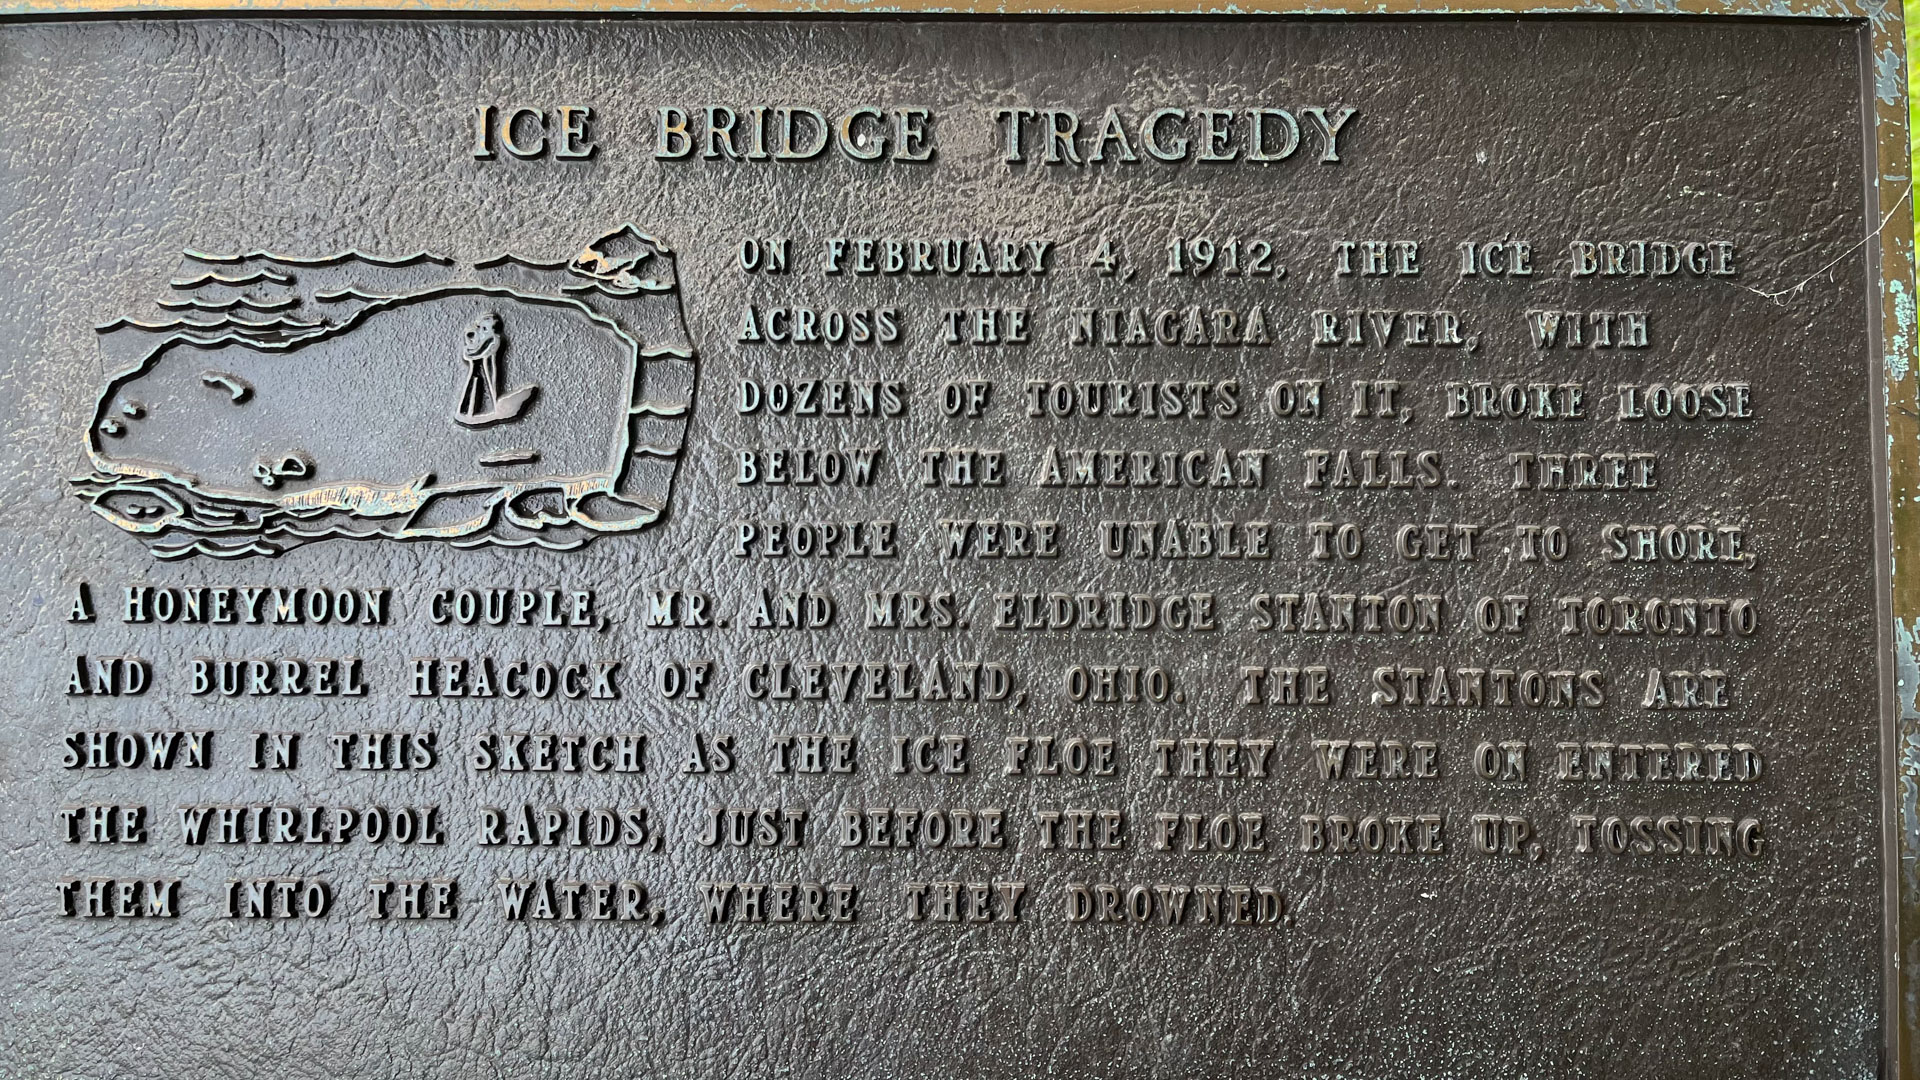 ICE BRIDGE TRAGEDY
ON FEBRUARY 4, 1912, THE ICE BRIDGE
ACROSS THE NIAGARA RIVER, WITH
DOZENS OF TOURISTS ON IT, BROKE LOOSE
BELOW THE AMERICAN FALLS. THREE
PEOPLE WERE UNABLE TO GET TO SHORE,
A HONEYMOON COUPLE, MR. AND MRS. ELDRIDGE STANTON OF TORONTO
AND BURREL HEACOCK OF CLEVELAND, OHIO. THE STANTONS ARE
SHOWN IN THIS SKETCH AS THE ICE FLOE THEY WERE ON ENTERED
THE WHIRLPOOL RAPIDS, JUST BEFORE THE FLOE BROKE UP, TOSSING
THEM INTO THE WATER, WHERE THEY DROWNED.